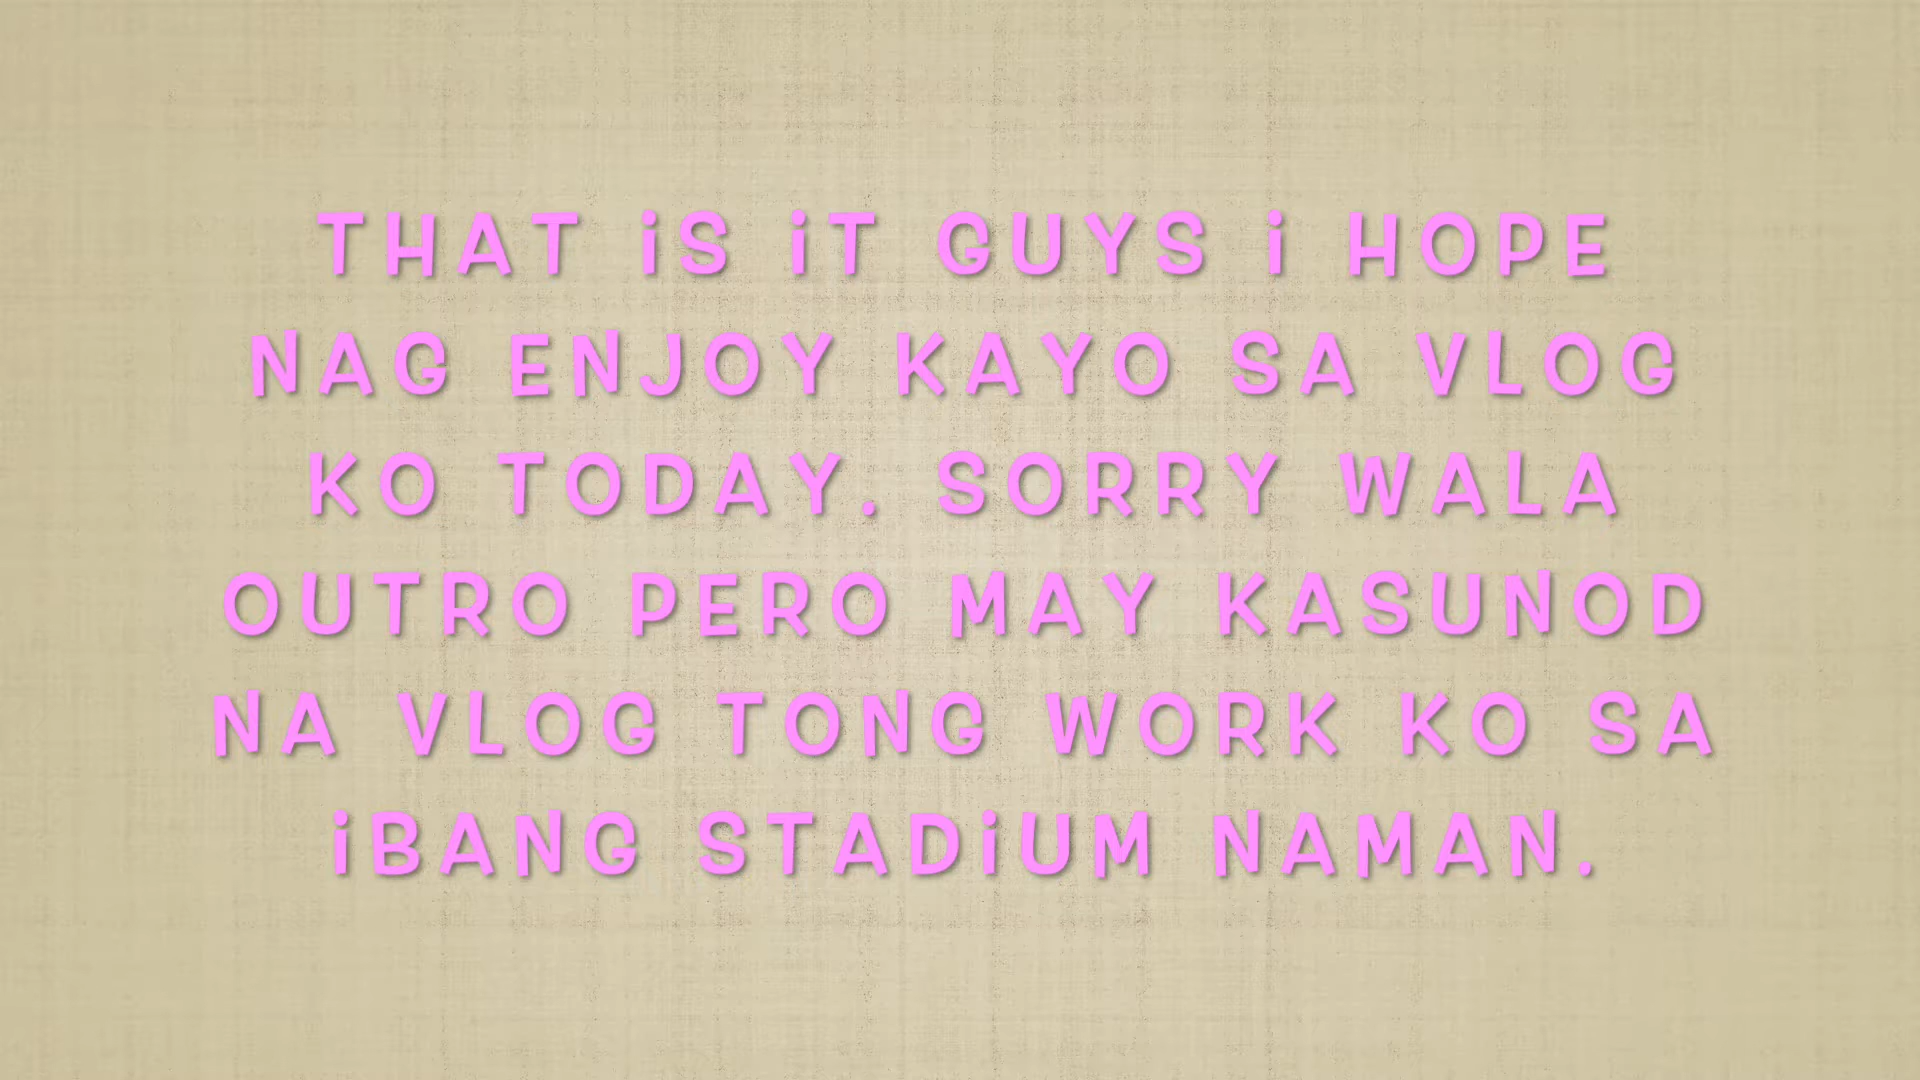 THAT iS iT GUYS i HOPE
NAG ENJOY KAYO SA VLOG
KO TODAY. SORRY WALA
OUTRO PERO MAY KASUNOD
NA VLOG TONG WORK KO SA
iBANG STADiUM NAMAN.